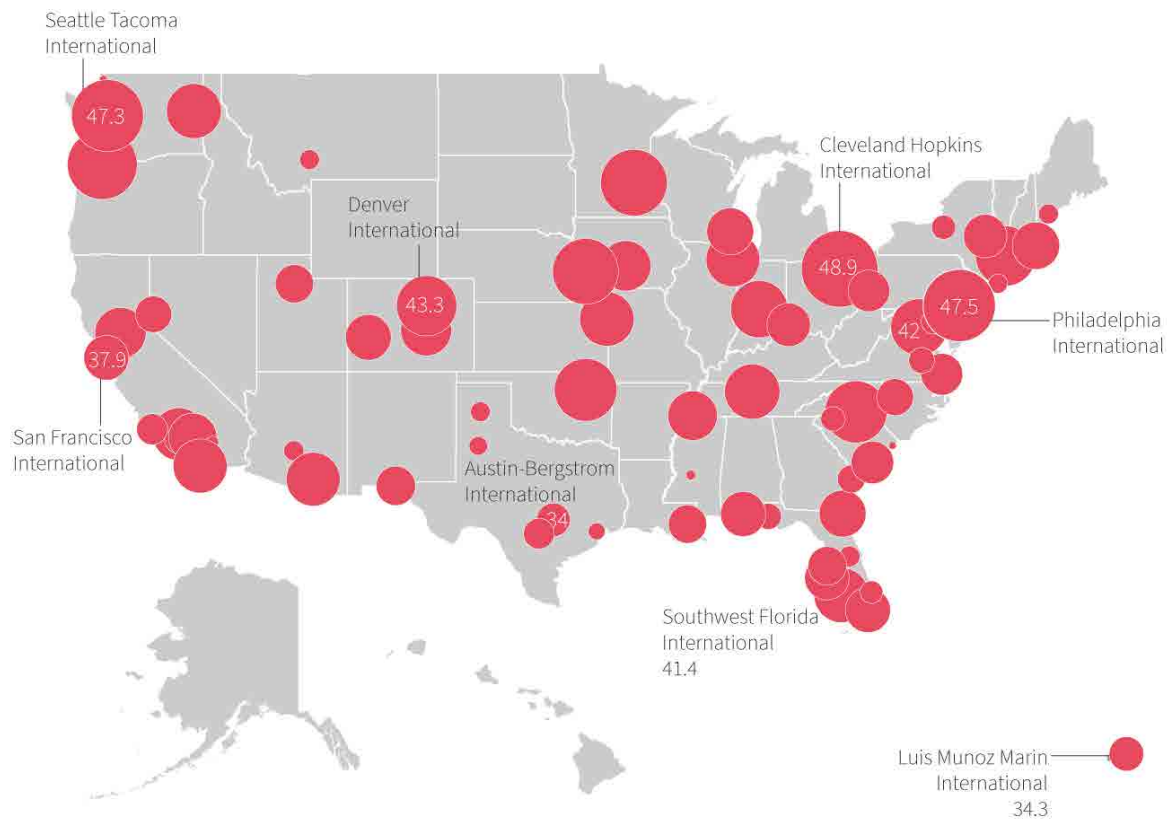 Seattle Tacoma
International
47.3
Cleveland Hopkins
International
48.9
Denver
International
43.3
47.5
Philadelphia
International
42
37.9
San Francisco
International
Austin-Bergstrom
International
34
Southwest Florida
International
41.4
Luis Munoz Marin
International
34.3